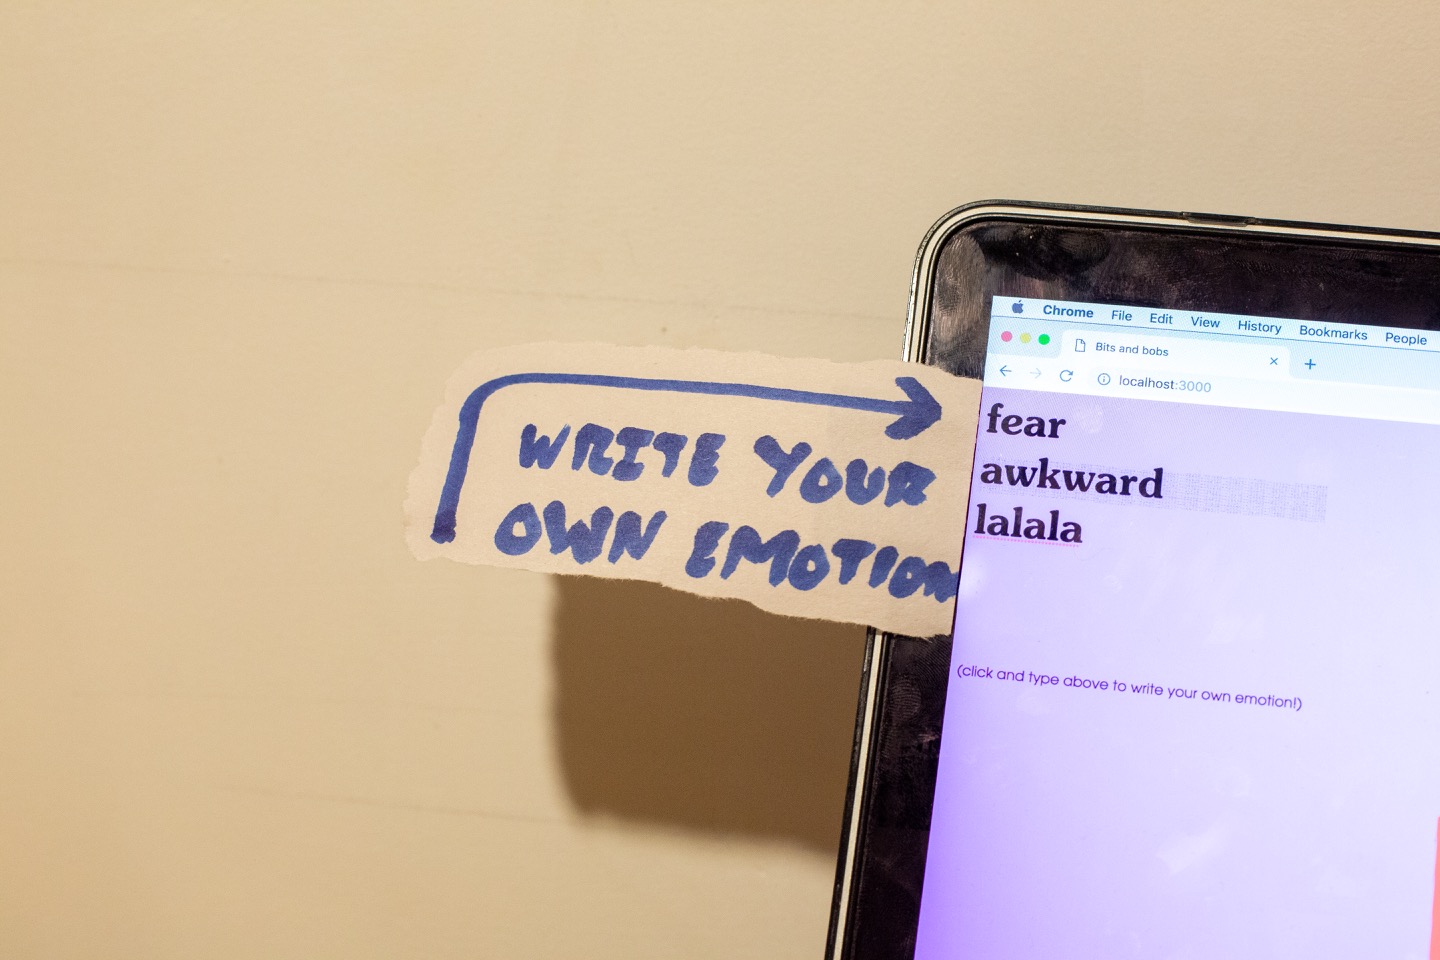 WRITE YOUR
OWN EMOTION
Chrome File Edit View History Bookmarks People
Bits and bobs
localhost:3000
fear
awkward
lalala
(click and type above to write your own emotion!)